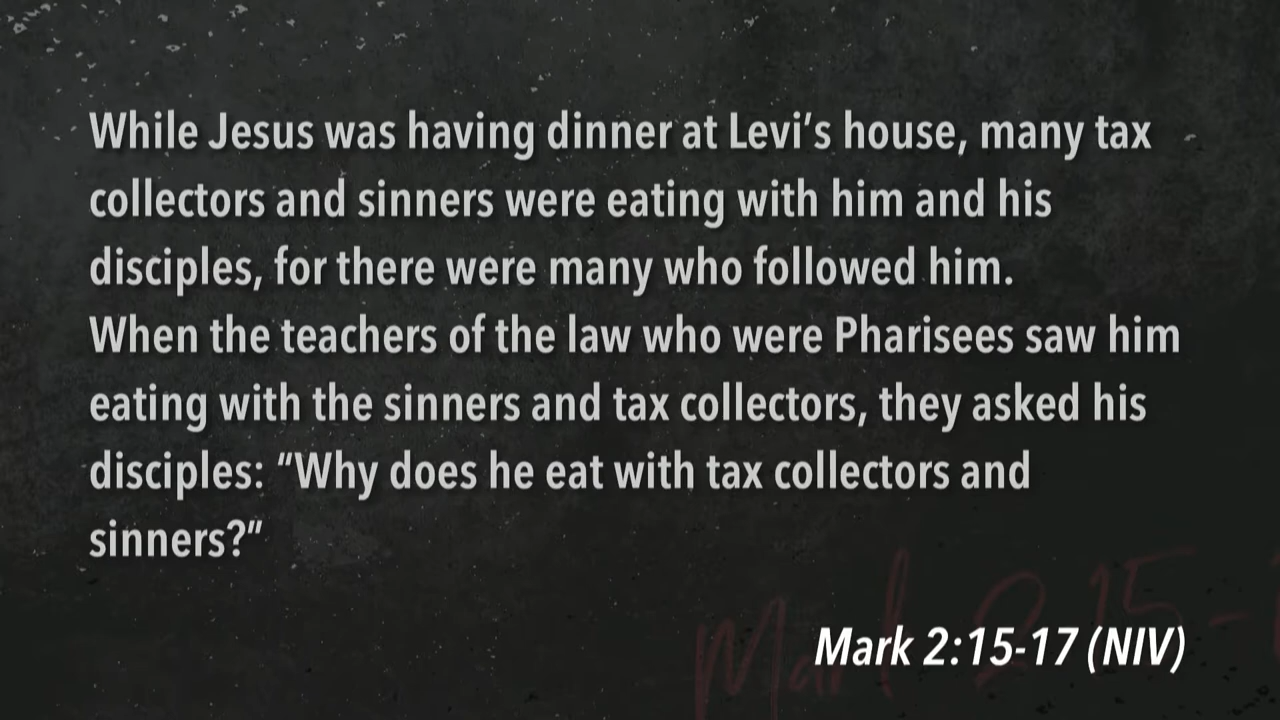 While Jesus was having dinner at Levi’s house, many tax
collectors and sinners were eating with him and his
disciples, for there were many who followed him.
When the teachers of the law who were Pharisees saw him
eating with the sinners and tax collectors, they asked his
disciples: “Why does he eat with tax collectors and
sinners?”
Mark 2:15-17 (NIV)
Mark 2:15-